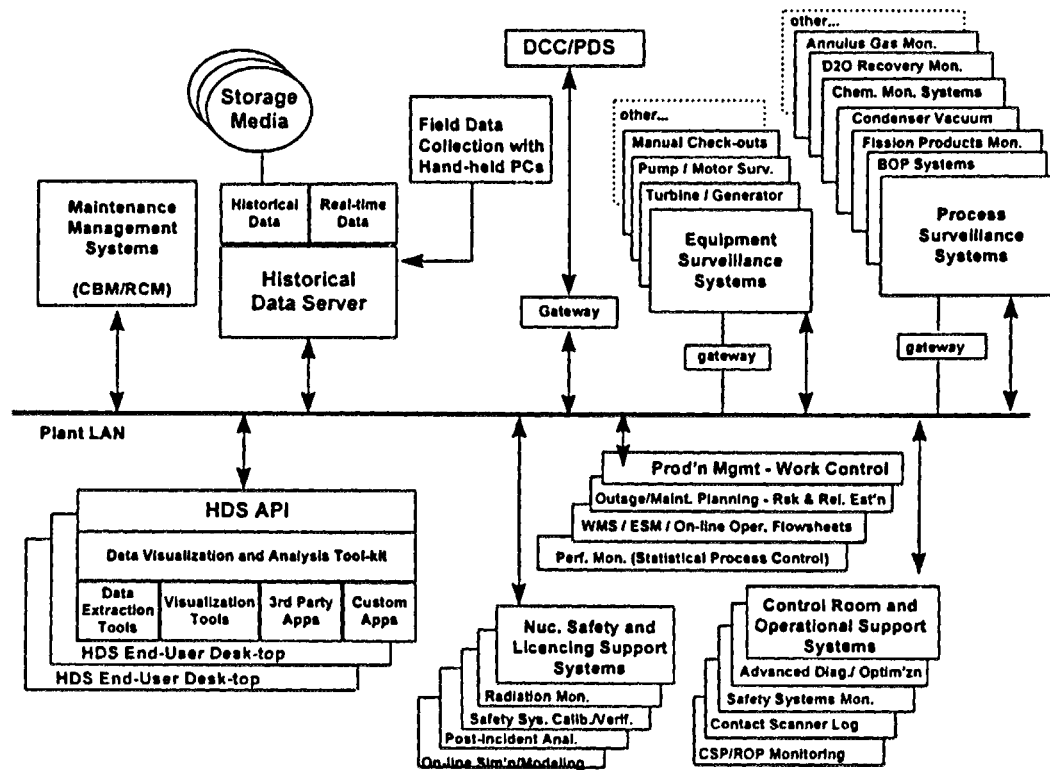 other...
Annulus Gas Mon.
D2O Recovery Mon.
Chem. Mon. Systems
Condenser Vacuum
Fission Products Mon.
BOP Systems
Process
Surveillance
Systems
gateway
DCC/PDS
Gateway
other...
Manual Check-outs
Pump / Motor Surv.
Turbine / Generator
Equipment
Surveillance
Systems
gateway
Storage
Media
Field Data
Collection with
Hand-held PCs
Historical
Data
Real-time
Data
Historical
Data Server
Maintenance
Management
Systems
(CBM/RCM)
Plant LAN
HDS API
Data Visualization and Analysis Tool-kit
Data
Extraction
Tools
Visualization
Tools
3rd Party
Apps
Custom
Apps
HDS End-User Desk-top
HDS End-User Desk-top
Prod'n Mgmt - Work Control
Outage/Maint. Planning - Rsk & Rel. Est'n
WMS / ESM / On-line Oper. Flowsheets
Perf. Mon. (Statistical Process Control)
Nuc. Safety and
Licencing Support
Systems
Radiation Mon.
Safety Sys. Calib./Verif.
Post-Incident Anal.
On-line Sim'n/Modeling
Control Room and
Operational Support
Systems
Advanced Diag./ Optim'zn
Safety Systems Mon.
Contact Scanner Log
CSP/ROP Monitoring